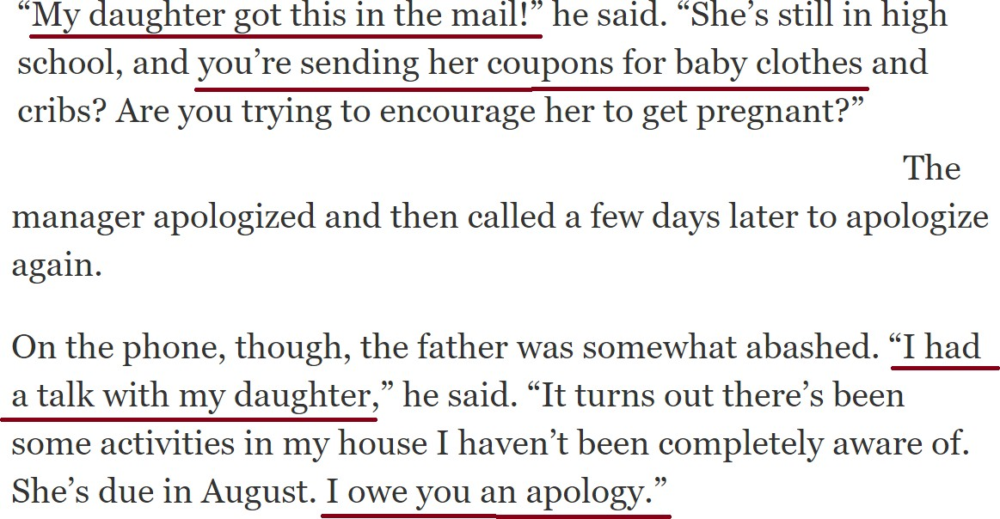 “My daughter got this in the mail!” he said. “She’s still in high
school, and you’re sending her coupons for baby clothes and
cribs? Are you trying to encourage her to get pregnant?”
The
manager apologized and then called a few days later to apologize
again.
On the phone, though, the father was somewhat abashed. “I had
a talk with my daughter,” he said. “It turns out there’s been
some activities in my house I haven’t been completely aware of.
She’s due in August. I owe you an apology.”